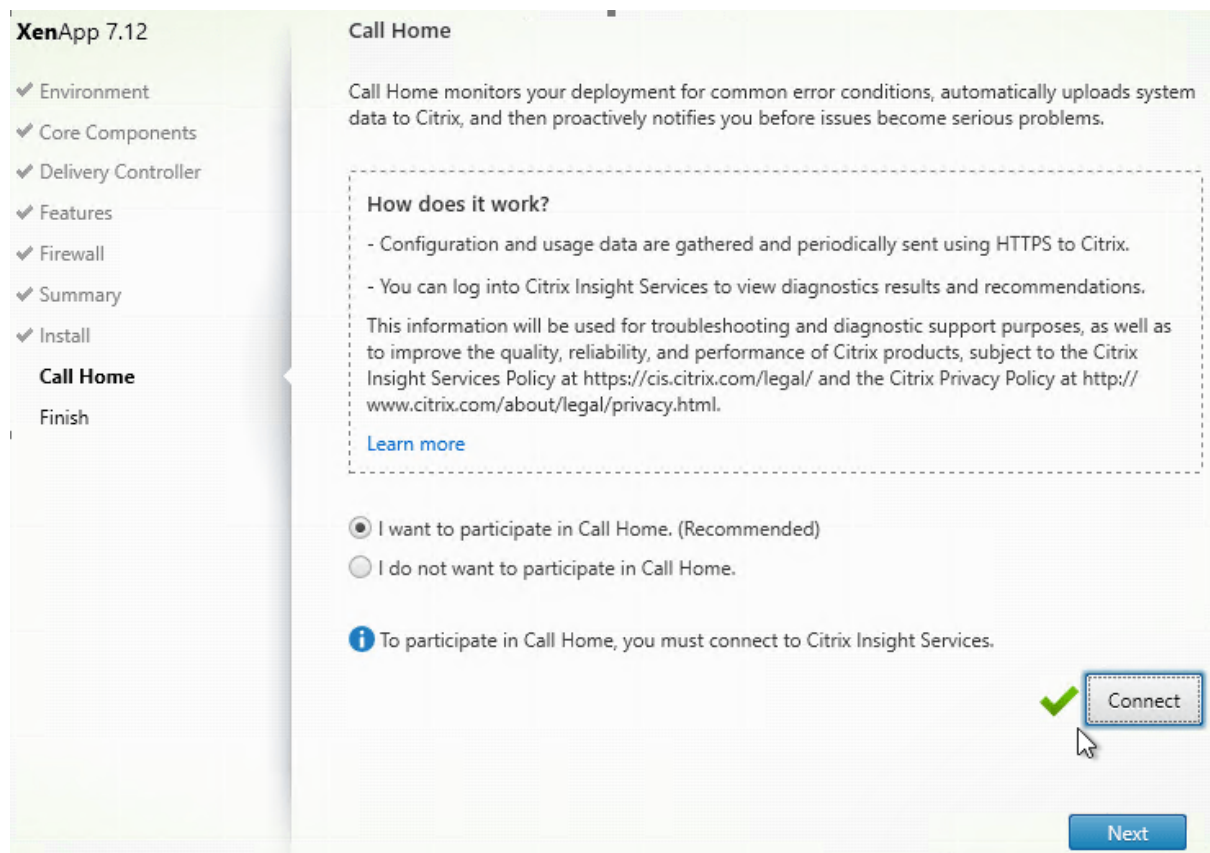 XenApp 7.12
Environment
Core Components
Delivery Controller
Features
Firewall
Summary
Install
Call Home
Finish
Call Home
Call Home monitors your deployment for common error conditions, automatically uploads system
data to Citrix, and then proactively notifies you before issues become serious problems.
How does it work?
- Configuration and usage data are gathered and periodically sent using HTTPS to Citrix.
- You can log into Citrix Insight Services to view diagnostics results and recommendations.
This information will be used for troubleshooting and diagnostic support purposes, as well as
to improve the quality, reliability, and performance of Citrix products, subject to the Citrix
Insight Services Policy at https://cis.citrix.com/legal/ and the Citrix Privacy Policy at http://
www.citrix.com/about/legal/privacy.html.
Learn more
I want to participate in Call Home. (Recommended)
I do not want to participate in Call Home.
To participate in Call Home, you must connect to Citrix Insight Services.
Connect
Next